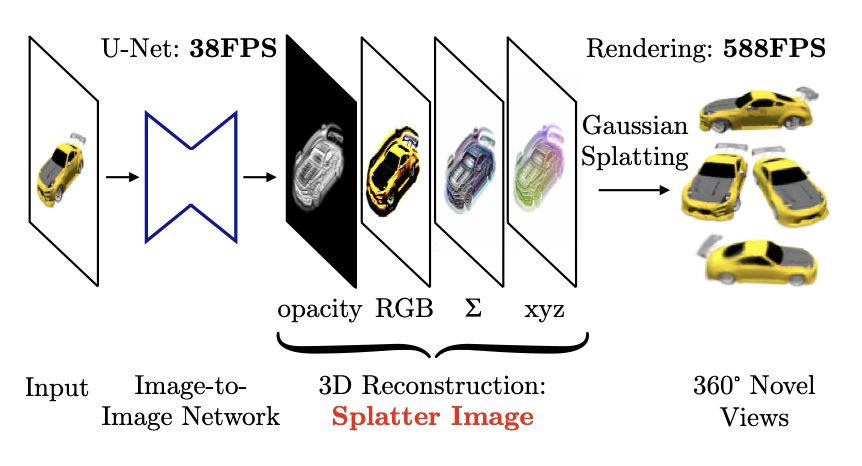 U-Net: 38FPS
Rendering: 588FPS
Gaussian
Splatting
opacity RGB Σ xyz
Input
Image-to-
Image Network
3D Reconstruction:
Splatter Image
360° Novel
Views